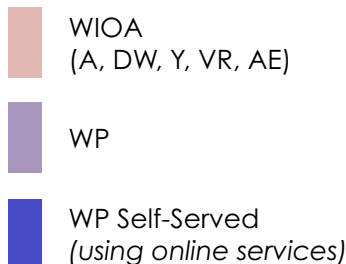 WIOA
(A, DW, Y, VR, AE)
WP
WP Self-Served
(using online services)